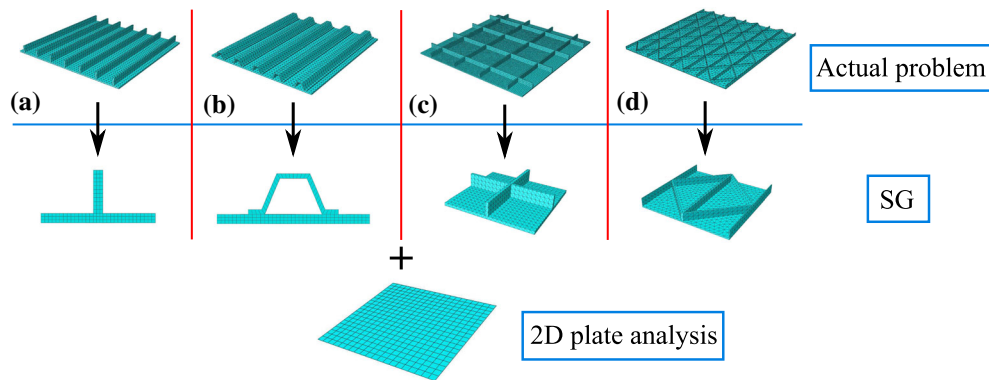 Actual problem
(a)
(b)
(c)
(d)
SG
+
2D plate analysis